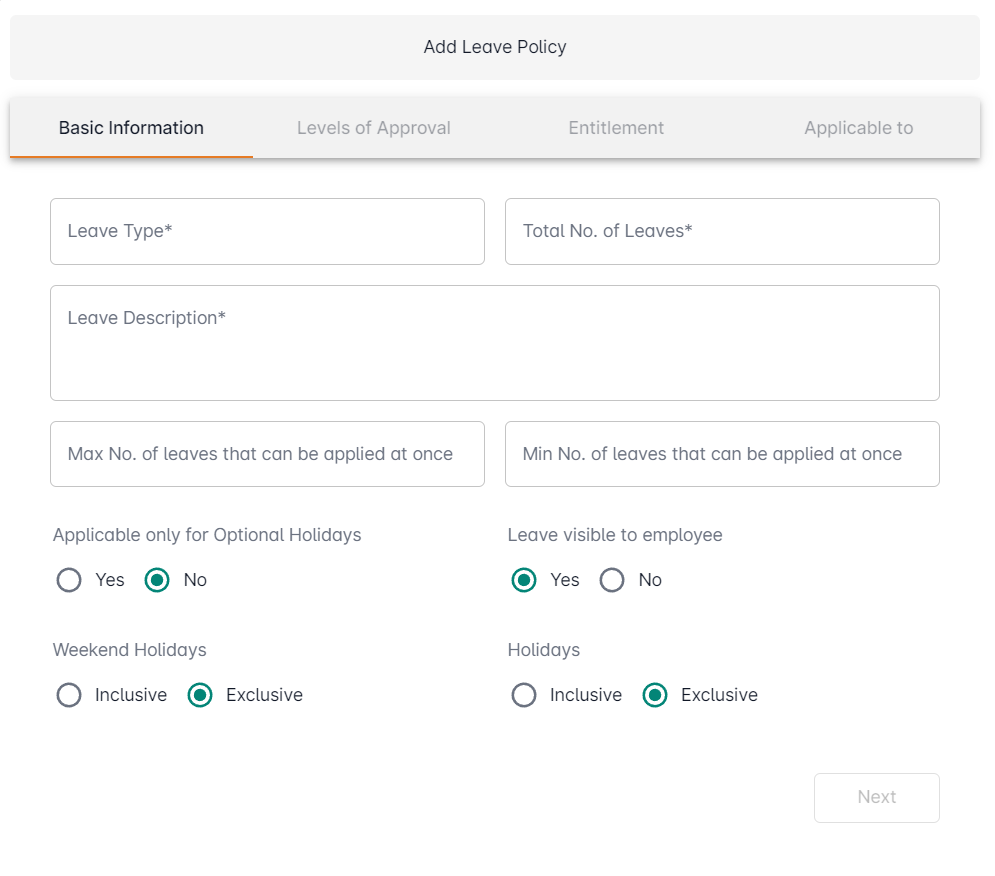 Add Leave Policy
Basic Information Levels of Approval Entitlement Applicable to
Leave Type* Total No. of Leaves*
Leave Description*
Max No. of leaves that can be applied at once Min No. of leaves that can be applied at once
Applicable only for Optional Holidays Leave visible to employee
Yes No Yes No
Weekend Holidays Holidays
Inclusive Exclusive Inclusive Exclusive
Next